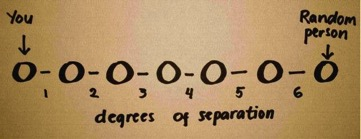 You
Random
person
1 2 3 4 5 6
degrees of separation